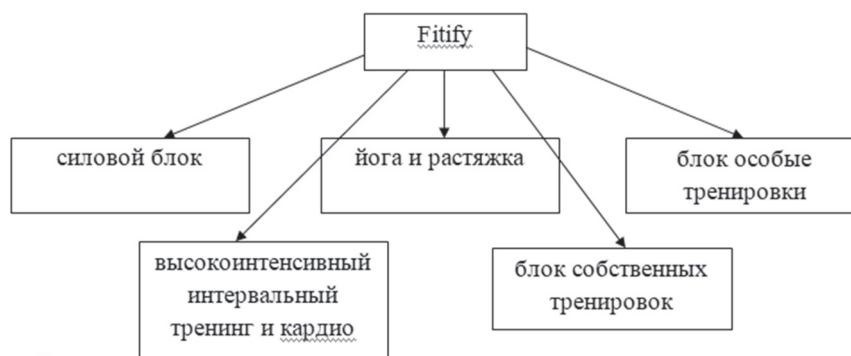 Fitify
силовой блок
йога и растяжка
блок особые
тренировки
высокоинтенсивный
интервальный
тренинг и кардио
блок собственных
тренировок